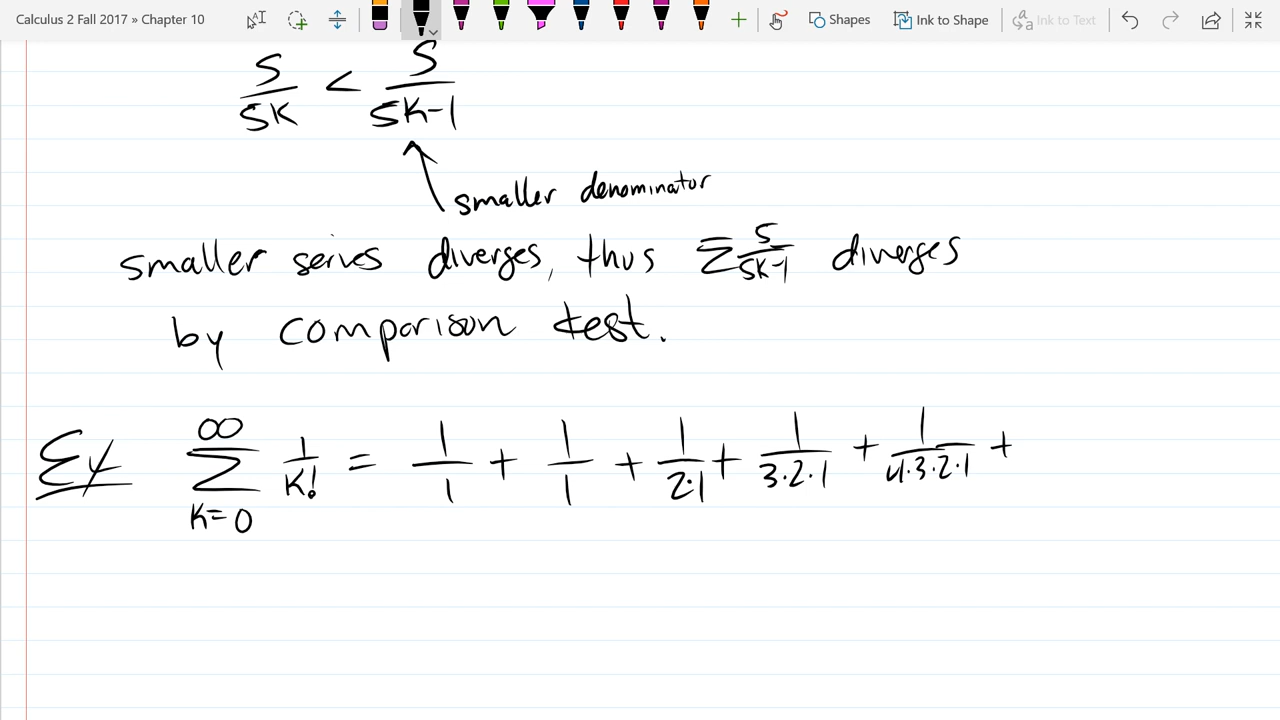 Calculus 2 Fall 2017 » Chapter 10 Shapes Ink to Shape Ink to Text
5/5K < 5/5K-1
smaller denominator
smaller series diverges, thus Σ 5/5K-1 diverges
by comparison test.
Ex ∞ Σ K=0 1/K! = 1/1 + 1/1 + 1/2·1 + 1/3·2·1 + 1/4·3·2·1 +